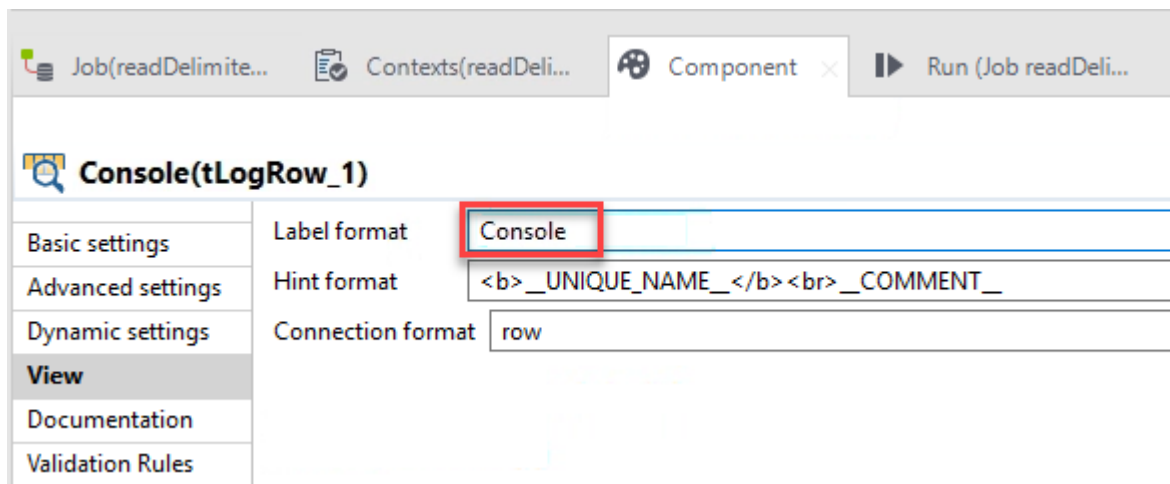 Job(readDelimite... Contexts(readDeli... Component Run (Job readDeli...
Console(tLogRow_1)
Basic settings
Advanced settings
Dynamic settings
View
Documentation
Validation Rules
Label format Console
Hint format <b>__UNIQUE_NAME__</b><br>__COMMENT__
Connection format row